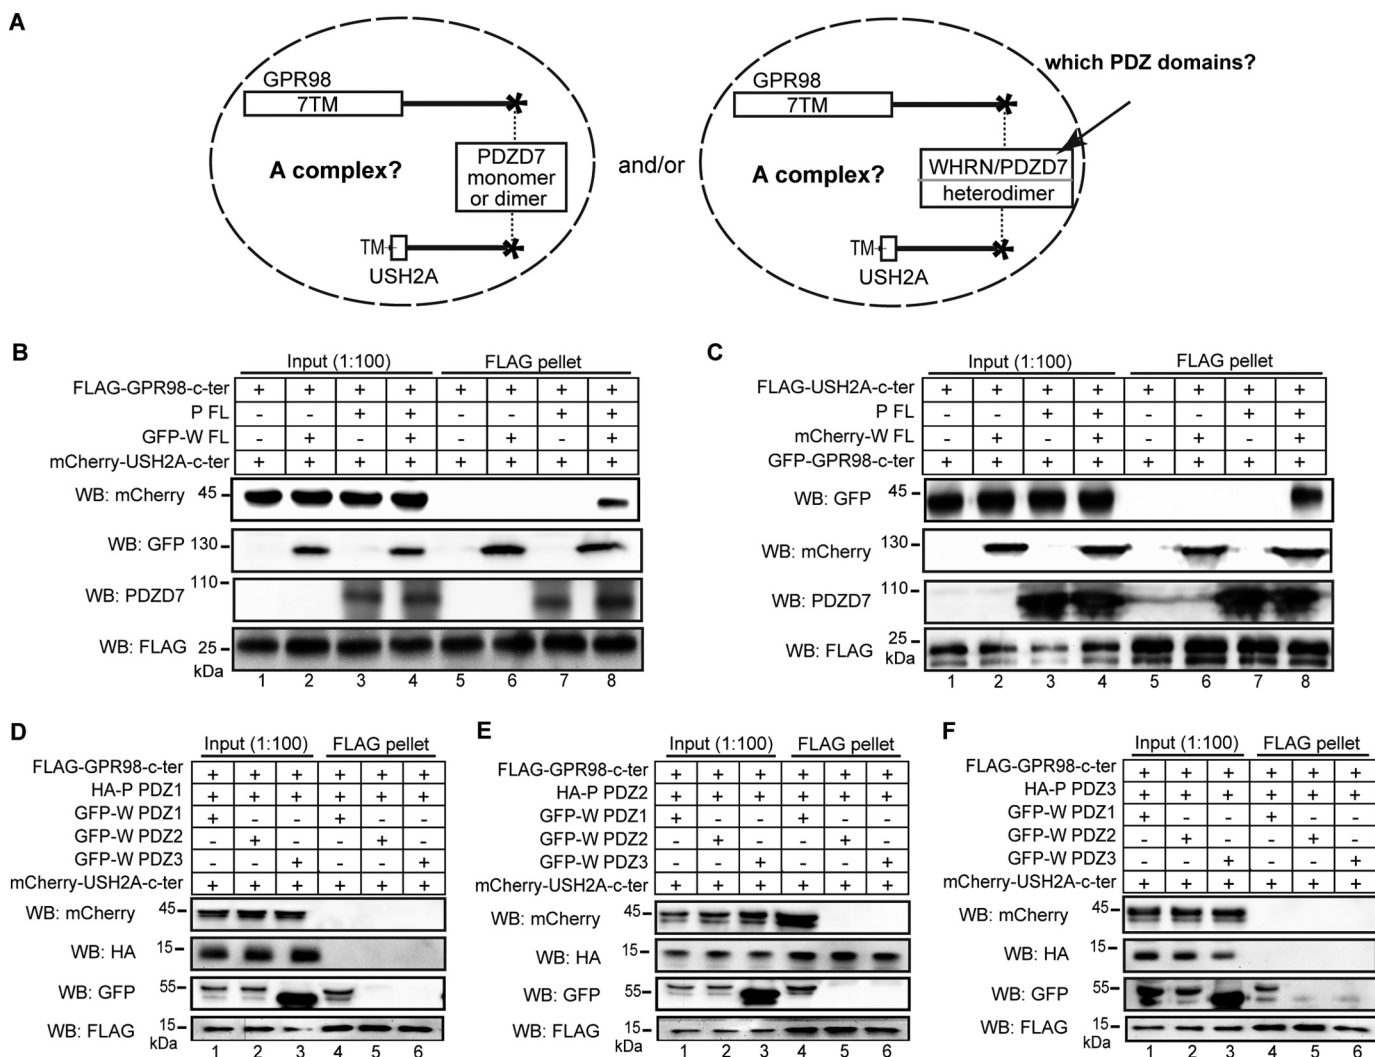 A
GPR98
7TM
A complex?
PDZD7
monomer
or dimer
TM
USH2A
and/or
GPR98
7TM
which PDZ domains?
A complex?
WHRN/PDZD7
heterodimer
TM
USH2A
B
Input (1:100) FLAG pellet
FLAG-GPR98-c-ter + + + + + + + +
P FL - - + + - - + +
GFP-W FL - + - + - + - +
mCherry-USH2A-c-ter + + + + + + + +
WB: mCherry 45
WB: GFP 130
WB: PDZD7 110
WB: FLAG 25
kDa
1 2 3 4 5 6 7 8
C
Input (1:100) FLAG pellet
FLAG-USH2A-c-ter + + + + + + + +
P FL - - + + - - + +
mCherry-W FL - + - + - + - +
GFP-GPR98-c-ter + + + + + + + +
WB: GFP 45
WB: mCherry 130
WB: PDZD7 110
WB: FLAG 25
kDa
1 2 3 4 5 6 7 8
D
Input (1:100) FLAG pellet
FLAG-GPR98-c-ter + + + + + +
HA-P PDZ1 + + + + + +
GFP-W PDZ1 + - - + - -
GFP-W PDZ2 - + - - + -
GFP-W PDZ3 - - + - - +
mCherry-USH2A-c-ter + + + + + +
WB: mCherry 45
WB: HA 15
WB: GFP 55
WB: FLAG 15
kDa
1 2 3 4 5 6
E
Input (1:100) FLAG pellet
FLAG-GPR98-c-ter + + + + + +
HA-P PDZ2 + + + + + +
GFP-W PDZ1 + - - + - -
GFP-W PDZ2 - + - - + -
GFP-W PDZ3 - - + - - +
mCherry-USH2A-c-ter + + + + + +
WB: mCherry 45
WB: HA 15
WB: GFP 55
WB: FLAG 15
kDa
1 2 3 4 5 6
F
Input (1:100) FLAG pellet
FLAG-GPR98-c-ter + + + + + +
HA-P PDZ3 + + + + + +
GFP-W PDZ1 + - - + - -
GFP-W PDZ2 - + - - + -
GFP-W PDZ3 - - + - - +
mCherry-USH2A-c-ter + + + + + +
WB: mCherry 45
WB: HA 15
WB: GFP 55
WB: FLAG 15
kDa
1 2 3 4 5 6